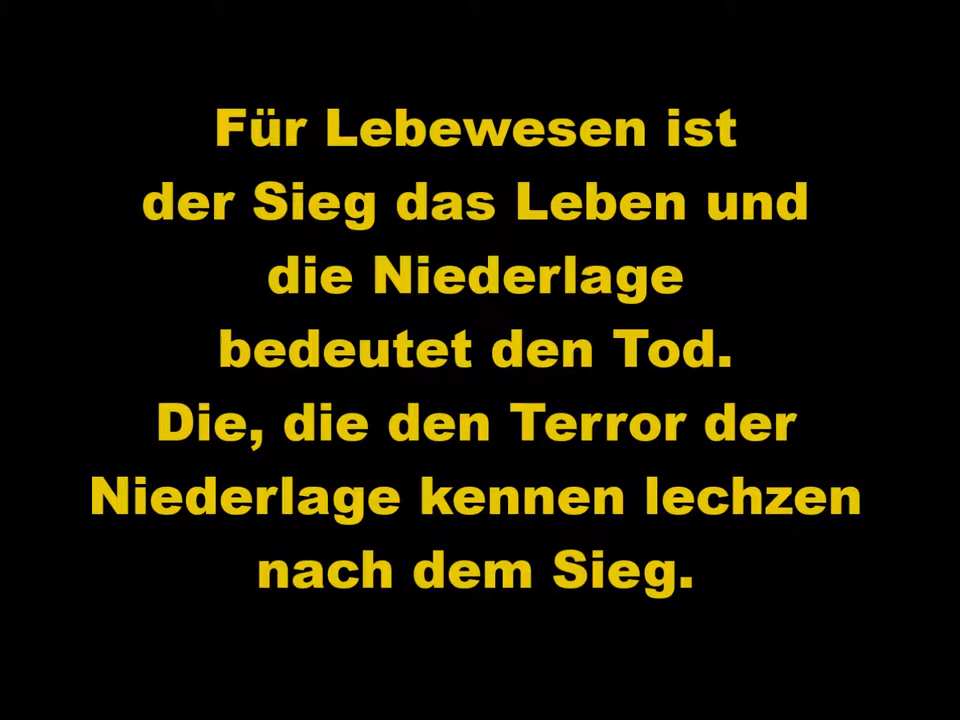 Für Lebewesen ist
der Sieg das Leben und
die Niederlage
bedeutet den Tod.
Die, die den Terror der
Niederlage kennen lechzen
nach dem Sieg.